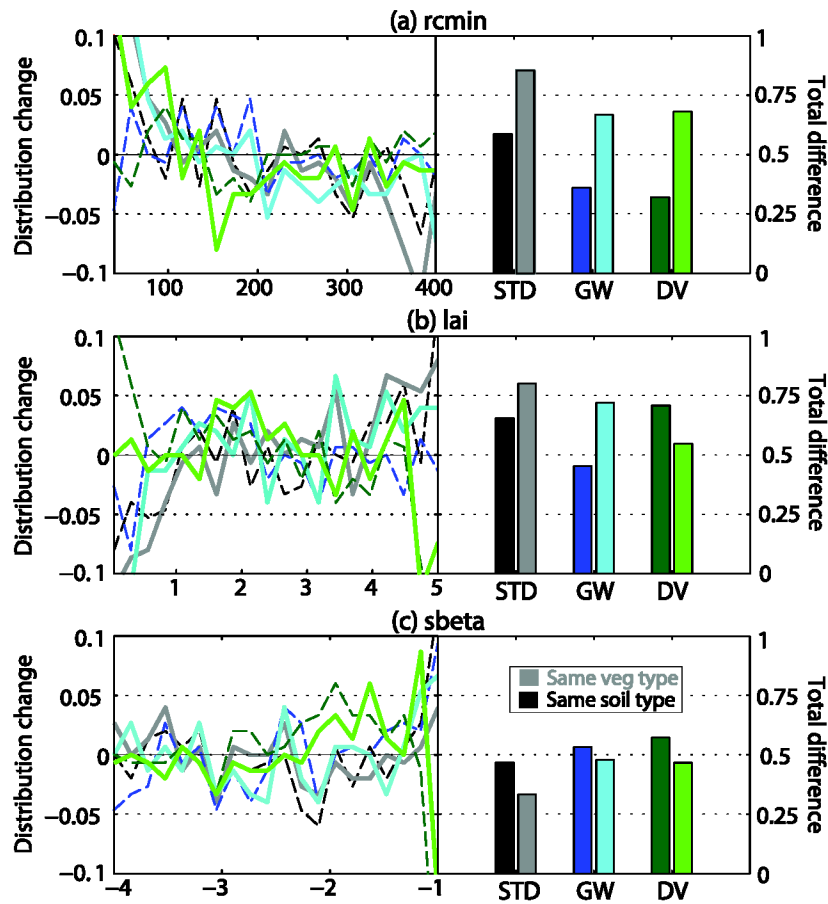 (a) rcmin
Distribution change
0.1
0.05
0
−0.05
−0.1
100
200
300
400
STD
GW
DV
1
0.75
0.5
0.25
0
Total difference
(b) lai
Distribution change
0.1
0.05
0
−0.05
−0.1
1
2
3
4
5
STD
GW
DV
1
0.75
0.5
0.25
0
Total difference
(c) sbeta
Distribution change
0.1
0.05
0
−0.05
−0.1
−4
−3
−2
−1
Same veg type
Same soil type
STD
GW
DV
1
0.75
0.5
0.25
0
Total difference